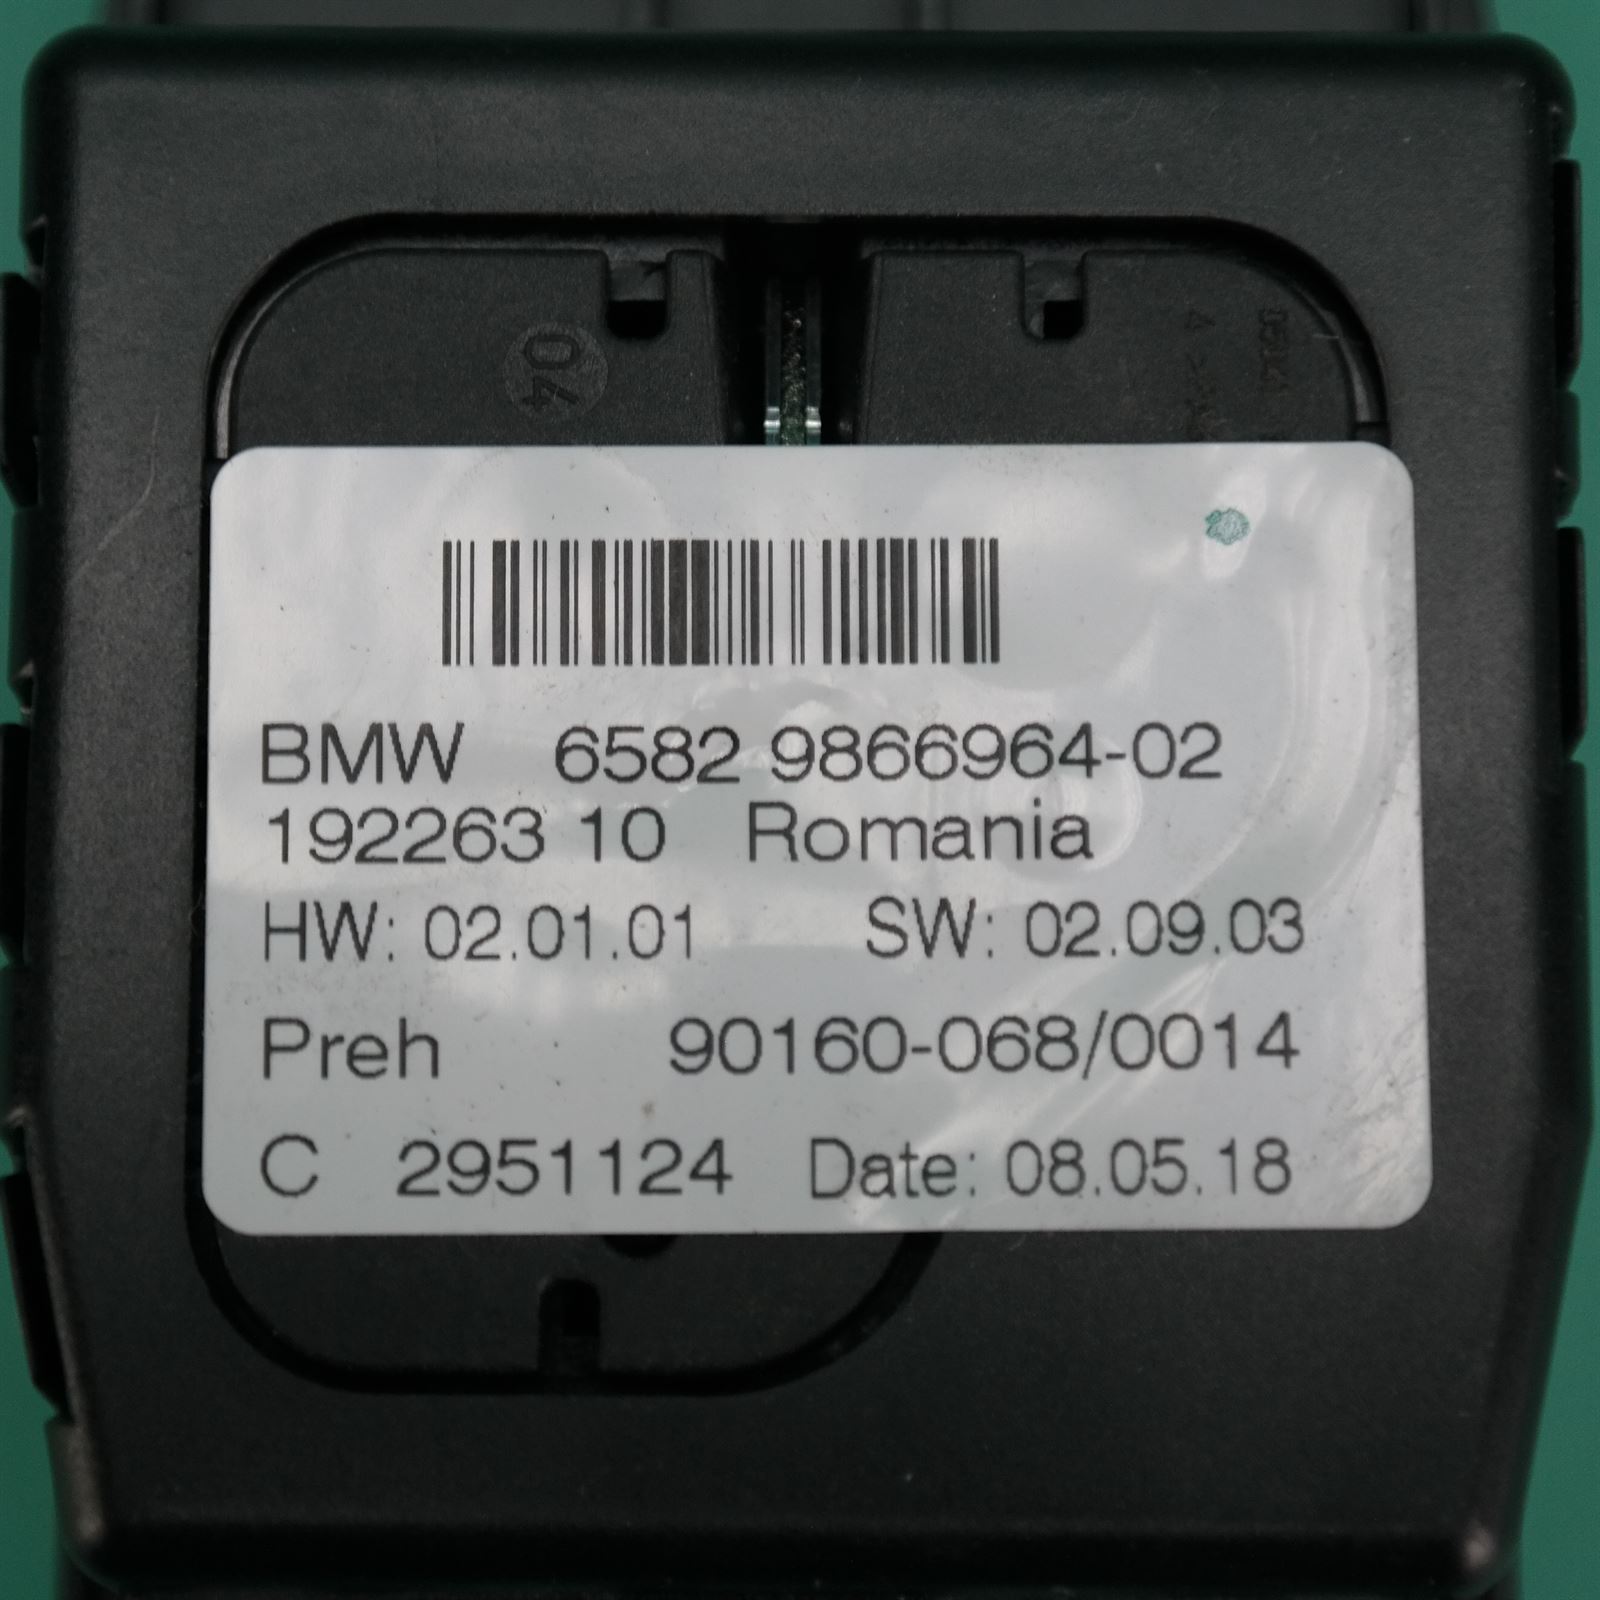 04
BMW 6582 9866964-02
192263 10 Romania
HW: 02.01.01 SW: 02.09.03
Preh 90160-068/0014
C 2951124 Date: 08.05.18